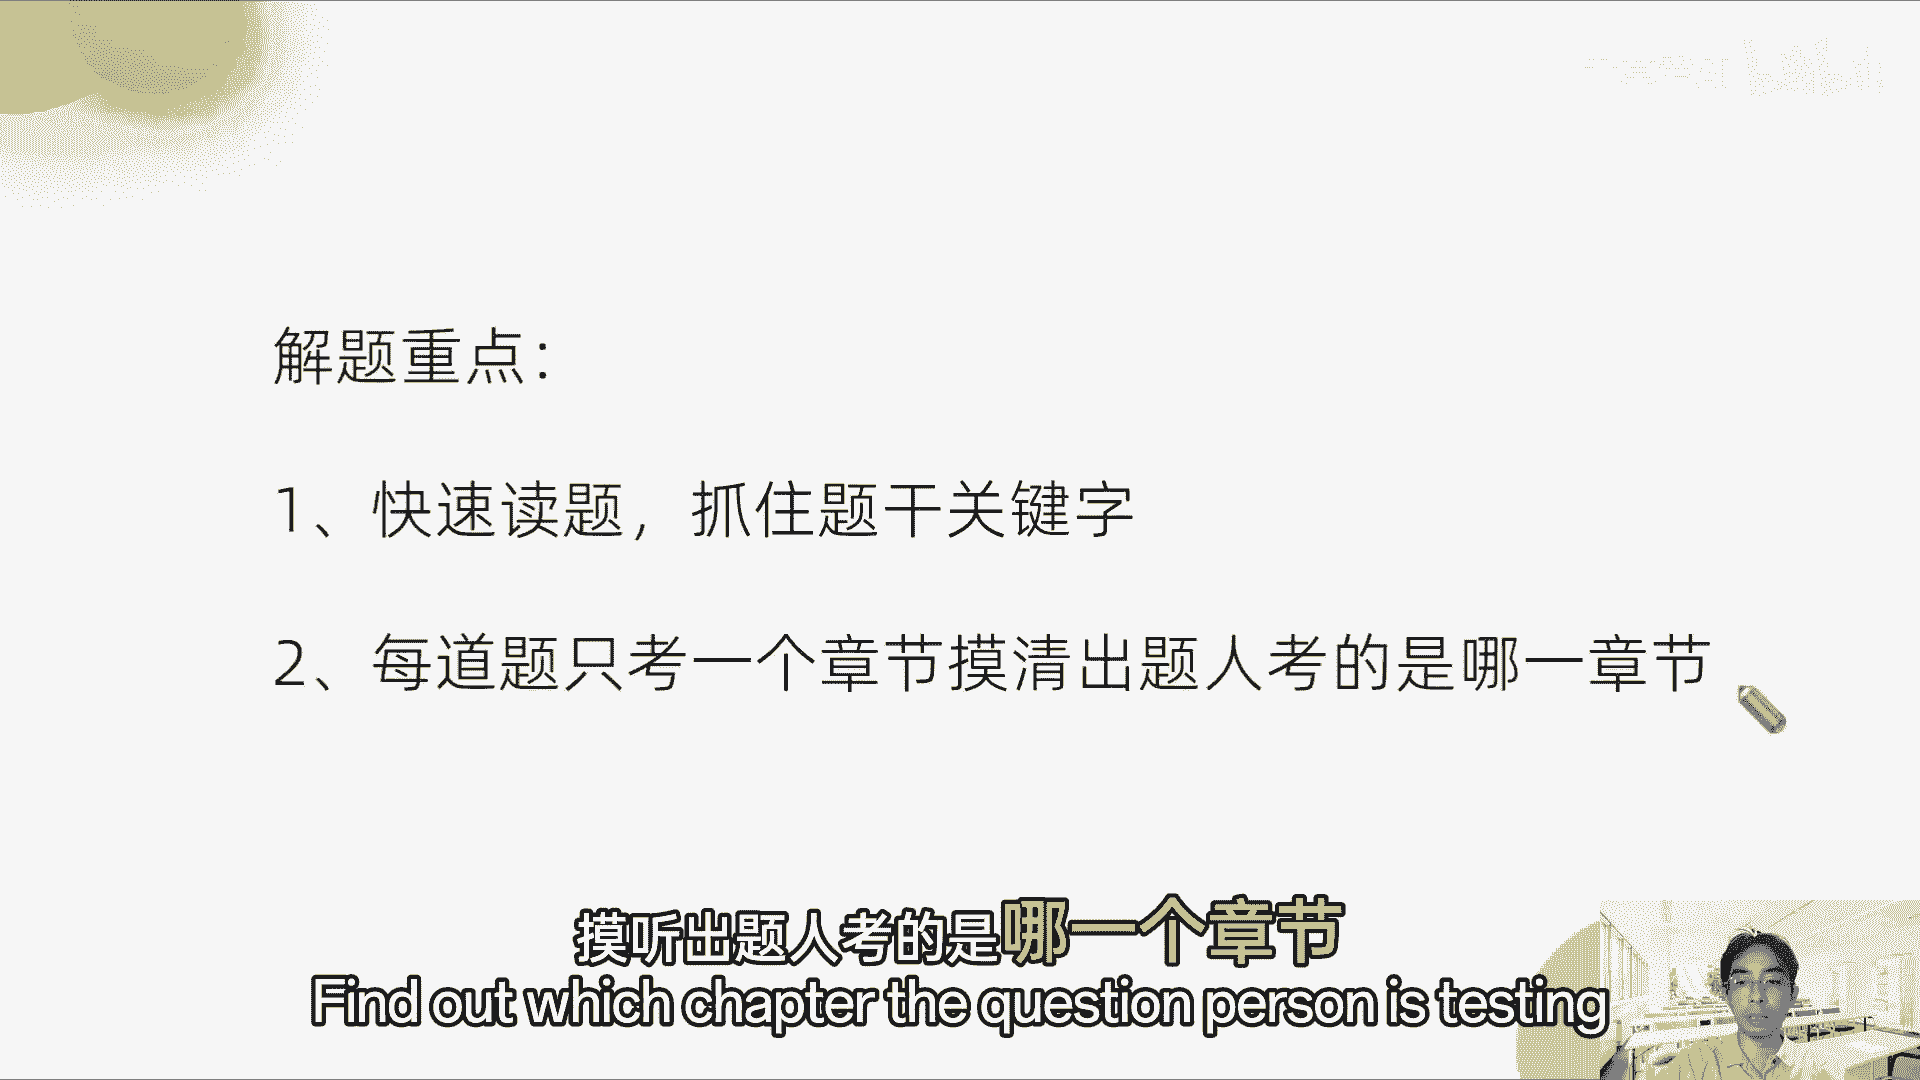 解题重点：
1、快速读题，抓住题干关键字
2、每道题只考一个章节摸清出题人考的是哪一章节
摸听出题人考的是哪一个章节
Find out which chapter the question person is testing